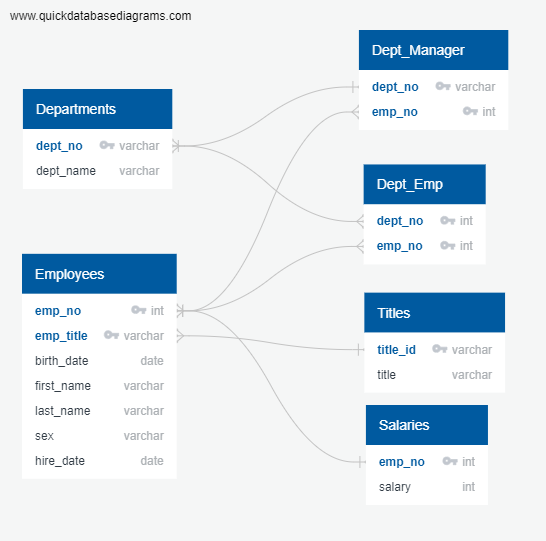 www.quickdatabasediagrams.com
Departments
dept_no varchar
dept_name varchar
Employees
emp_no int
emp_title varchar
birth_date date
first_name varchar
last_name varchar
sex varchar
hire_date date
Dept_Manager
dept_no varchar
emp_no int
Dept_Emp
dept_no int
emp_no int
Titles
title_id varchar
title varchar
Salaries
emp_no int
salary int